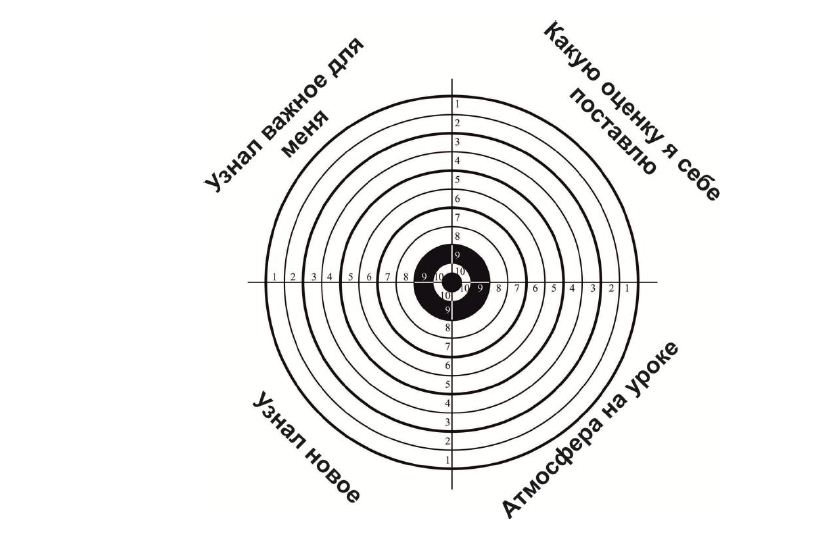 Узнал важное для
меня
Какую оценку я себе
поставлю
1
2
3
4
5
6
7
8
9
10
1 2 3 4 5 6 7 8 9 10
10 9 8 7 6 5 4 3 2 1
10
9
8
7
6
5
4
3
2
1
Узнал новое
Атмосфера на уроке